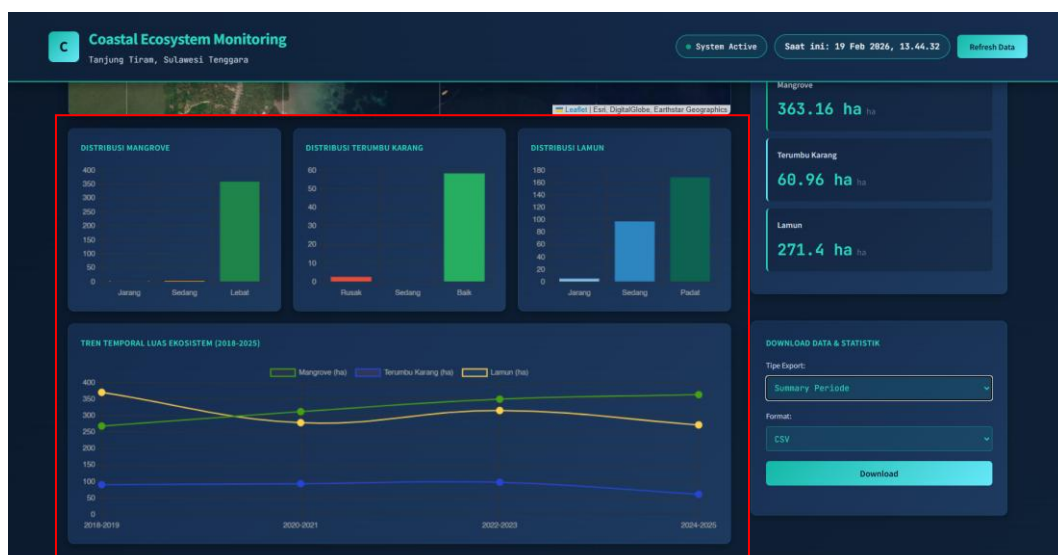 C
Coastal Ecosystem Monitoring
Tanjung Tiram, Sulawesi Tenggara
System Active
Saat ini: 19 Feb 2026, 13.44.32
Refresh Data
Leaflet | Esri, DigitalGlobe, Earthstar Geographics
DISTRIBUSI MANGROVE
400
350
300
250
200
150
100
50
0
Jarang Sedang Lebat
DISTRIBUSI TERUMBU KARANG
60
50
40
30
20
10
0
Rusak Sedang Baik
DISTRIBUSI LAMUN
180
160
140
120
100
80
60
40
20
0
Jarang Sedang Padat
Mangrove
363.16 ha ha
Terumbu Karang
60.96 ha ha
Lamun
271.4 ha ha
TREN TEMPORAL LUAS EKOSISTEM (2018-2025)
Mangrove (ha) Terumbu Karang (ha) Lamun (ha)
400
350
300
250
200
150
100
50
0
2018-2019 2020-2021 2022-2023 2024-2025
DOWNLOAD DATA & STATISTIK
Tipe Export:
Summary Periode
Format:
CSV
Download